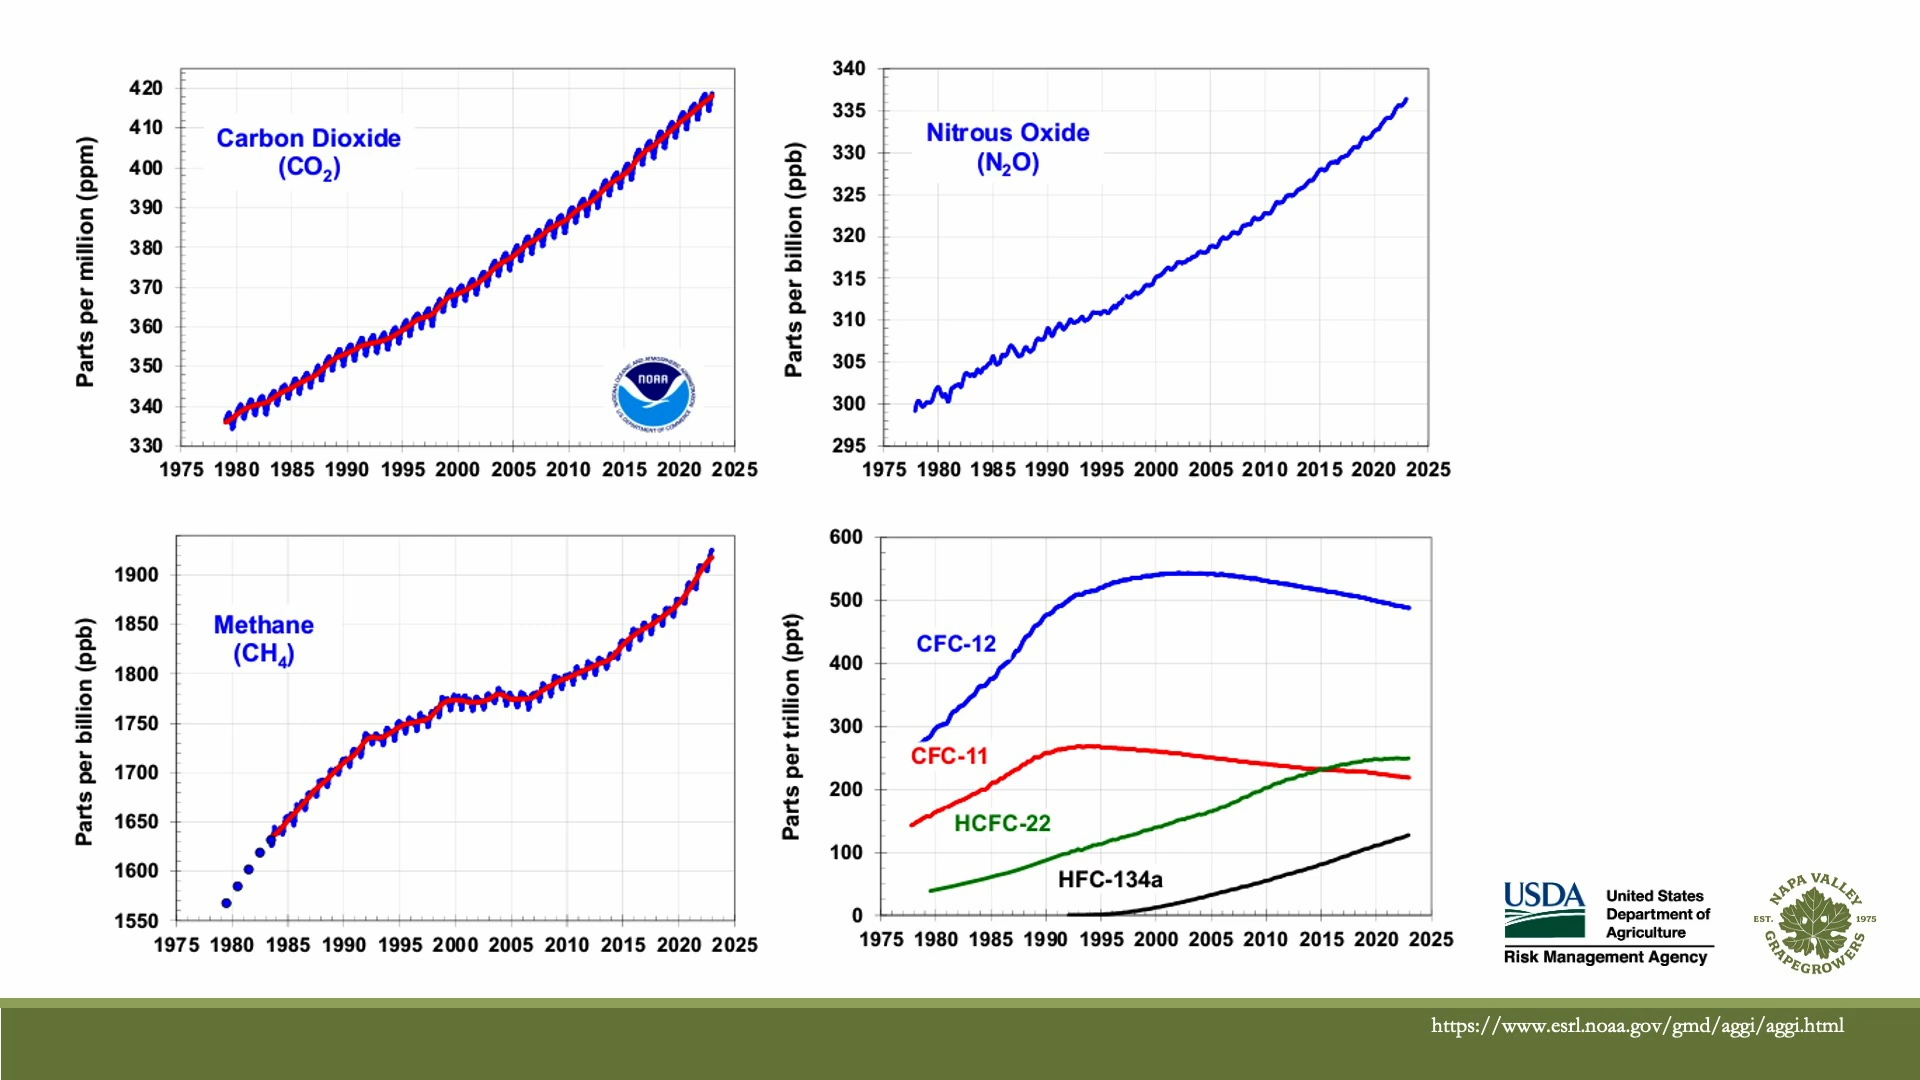 420
410
400
390
380
370
360
350
340
330
Parts per million (ppm)
Carbon Dioxide
(CO₂)
NOAA
1975 1980 1985 1990 1995 2000 2005 2010 2015 2020 2025
340
335
330
325
320
315
310
305
300
295
Parts per billion (ppb)
Nitrous Oxide
(N₂O)
1975 1980 1985 1990 1995 2000 2005 2010 2015 2020 2025
1900
1850
1800
1750
1700
1650
1600
1550
Parts per billion (ppb)
Methane
(CH₄)
1975 1980 1985 1990 1995 2000 2005 2010 2015 2020 2025
600
500
400
300
200
100
0
Parts per trillion (ppt)
CFC-12
CFC-11
HCFC-22
HFC-134a
1975 1980 1985 1990 1995 2000 2005 2010 2015 2020 2025
USDA
United States
Department of
Agriculture
Risk Management Agency
NAPA VALLEY
EST. 1975
GRAPEGROWERS
https://www.esrl.noaa.gov/gmd/aggi/aggi.html